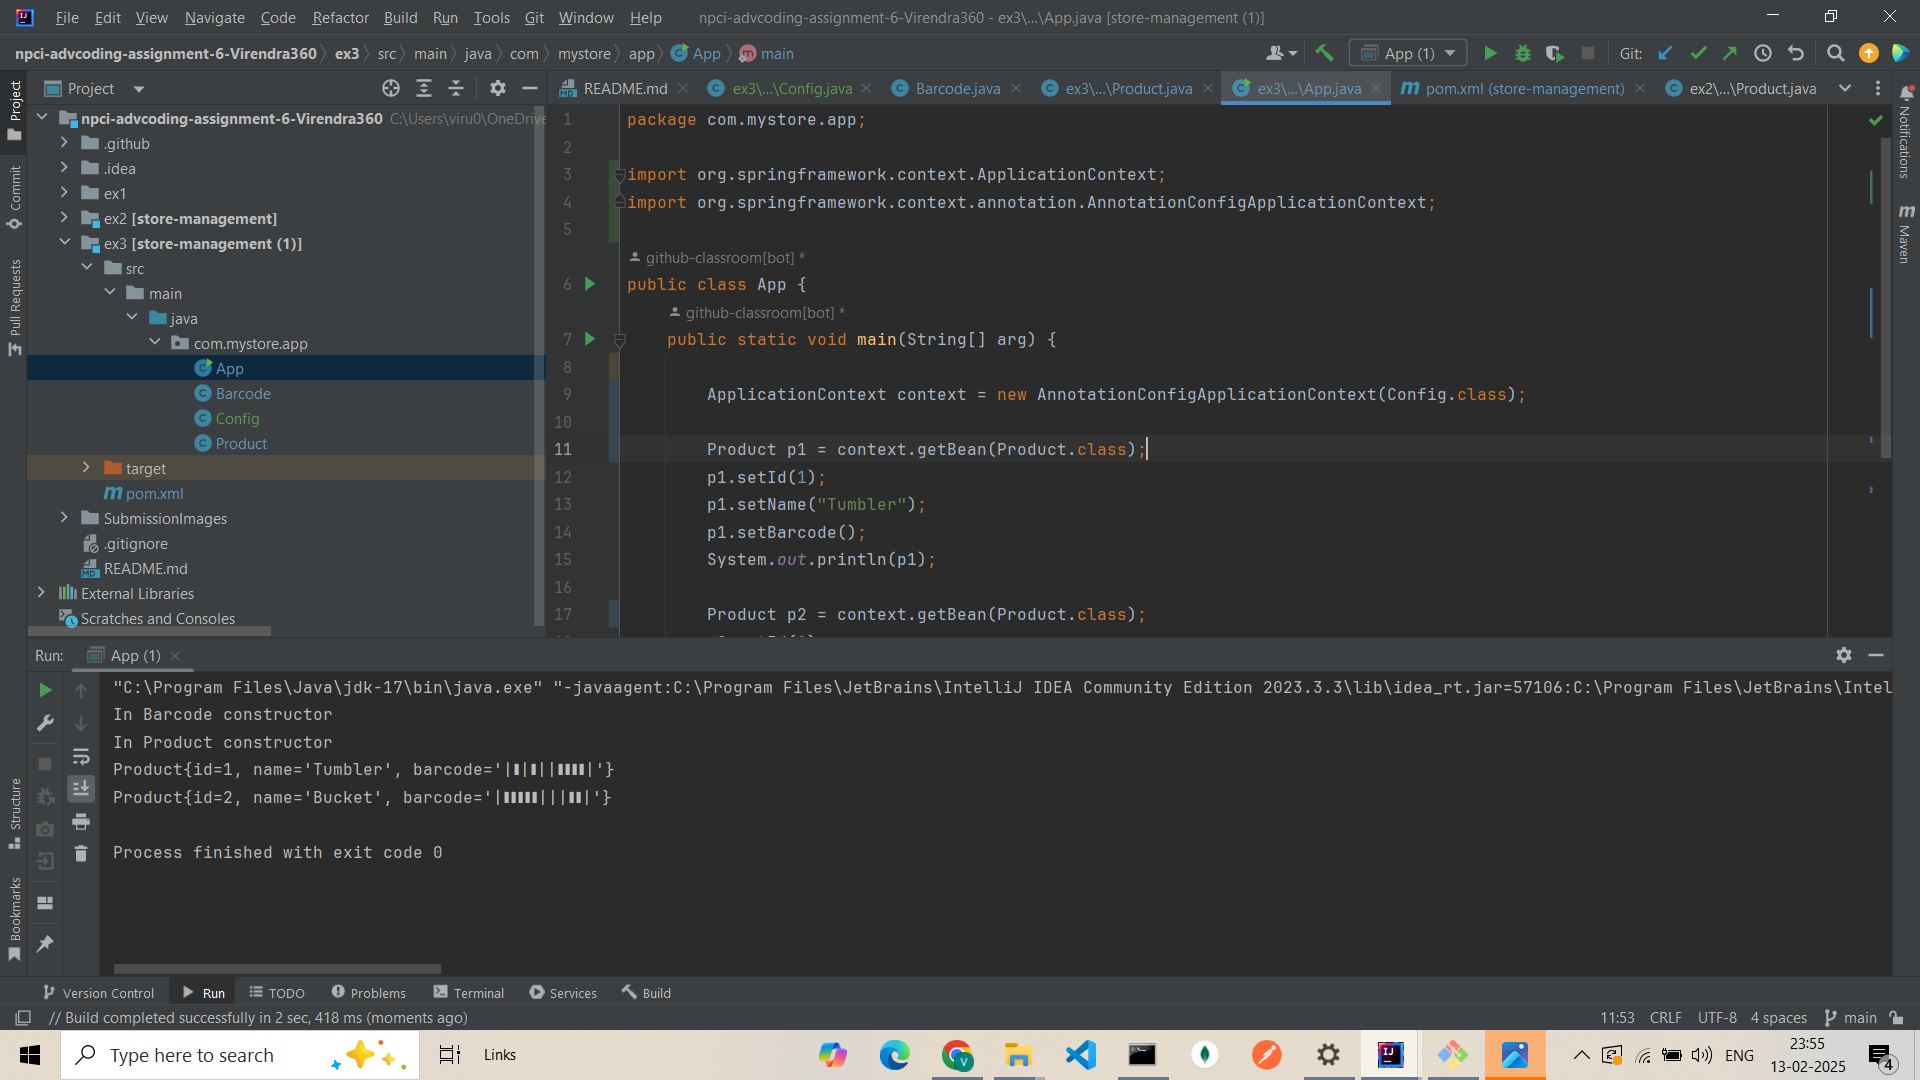 File Edit View Navigate Code Refactor Build Run Tools Git Window Help npci-advcoding-assignment-6-Virendra360 - ex3\...\App.java [store-management (1)]
npci-advcoding-assignment-6-Virendra360 ex3 src main java com mystore app App main App (1) Git:
Project README.md ex3\...\Config.java Barcode.java ex3\...\Product.java ex3\...\App.java pom.xml (store-management) ex2\...\Product.java
Project
Commit
Pull Requests
Structure
Bookmarks
npci-advcoding-assignment-6-Virendra360 C:\Users\viru0\OneDrive
.github
.idea
ex1
ex2 [store-management]
ex3 [store-management (1)]
src
main
java
com.mystore.app
App
Barcode
Config
Product
target
pom.xml
SubmissionImages
.gitignore
README.md
External Libraries
Scratches and Consoles
1 package com.mystore.app;
2
3 import org.springframework.context.ApplicationContext;
4 import org.springframework.context.annotation.AnnotationConfigApplicationContext;
5
github-classroom[bot] *
6 public class App {
github-classroom[bot] *
7 public static void main(String[] arg) {
8
9 ApplicationContext context = new AnnotationConfigApplicationContext(Config.class);
10
11 Product p1 = context.getBean(Product.class);
12 p1.setId(1);
13 p1.setName("Tumbler");
14 p1.setBarcode();
15 System.out.println(p1);
16
17 Product p2 = context.getBean(Product.class);
Notifications
Maven
Run: App (1)
"C:\Program Files\Java\jdk-17\bin\java.exe" "-javaagent:C:\Program Files\JetBrains\IntelliJ IDEA Community Edition 2023.3.3\lib\idea_rt.jar=57106:C:\Program Files\JetBrains\Intel
In Barcode constructor
In Product constructor
Product{id=1, name='Tumbler', barcode='|▮|▮||▮▮▮▮|'}
Product{id=2, name='Bucket', barcode='|▮▮▮▮▮|||▮▮|'}
Process finished with exit code 0
Version Control Run TODO Problems Terminal Services Build
// Build completed successfully in 2 sec, 418 ms (moments ago) 11:53 CRLF UTF-8 4 spaces main
Type here to search Links ENG 23:55
13-02-2025
4